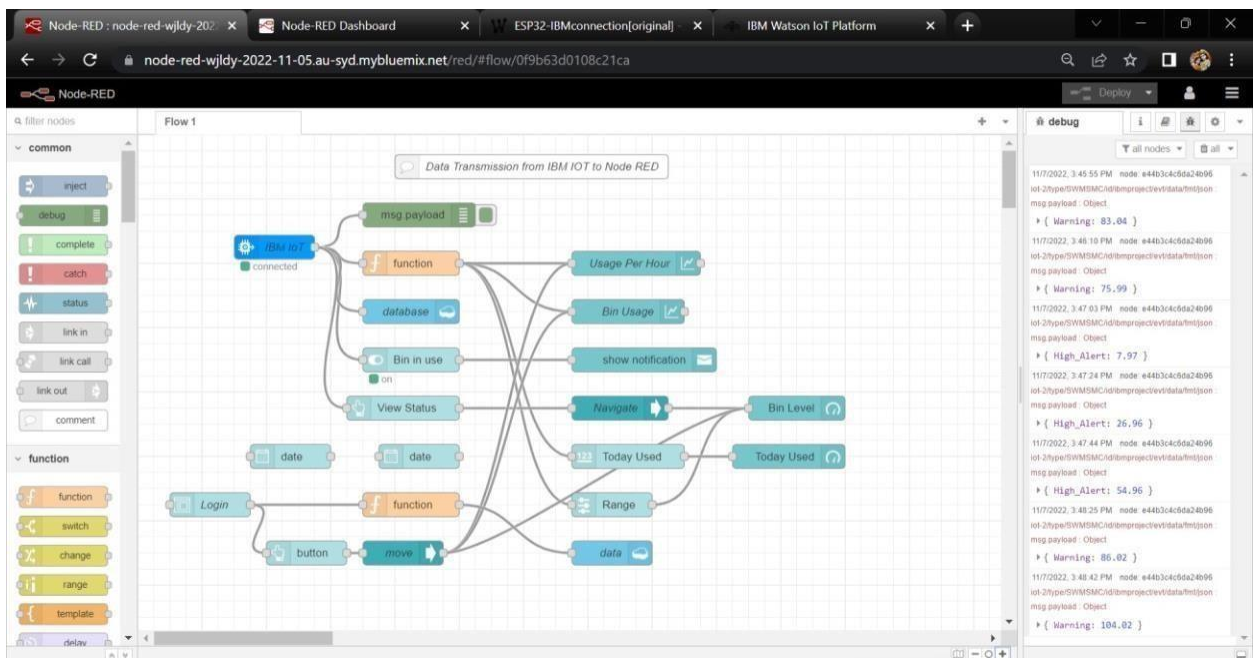 Node-RED : node-red-wjldy-202
Node-RED Dashboard
ESP32-IBMconnection[original] -
IBM Watson IoT Platform
node-red-wjldy-2022-11-05.au-syd.mybluemix.net/red/#flow/0f9b63d0108c21ca
Node-RED
Deploy
filter nodes
Flow 1
debug
i
all nodes
all
common
inject
debug
complete
catch
status
link in
link call
link out
comment
function
function
switch
change
range
template
delay
Data Transmission from IBM IOT to Node RED
msg.payload
IBM IoT
connected
function
Usage Per Hour
database
Bin Usage
Bin in use
on
show notification
View Status
Navigate
Bin Level
date
date
123
Today Used
Today Used
Login
function
Range
button
move
data
11/7/2022, 3:45:55 PM node: e44b3c4c6da24b96
iot-2/type/SWMSMC/id/ibmproject/evt/data/fmt/json :
msg.payload : Object
{ Warning: 83.04 }
11/7/2022, 3:46:10 PM node: e44b3c4c6da24b96
iot-2/type/SWMSMC/id/ibmproject/evt/data/fmt/json :
msg.payload : Object
{ Warning: 75.99 }
11/7/2022, 3:47:03 PM node: e44b3c4c6da24b96
iot-2/type/SWMSMC/id/ibmproject/evt/data/fmt/json :
msg.payload : Object
{ High_Alert: 7.97 }
11/7/2022, 3:47:24 PM node: e44b3c4c6da24b96
iot-2/type/SWMSMC/id/ibmproject/evt/data/fmt/json :
msg.payload : Object
{ High_Alert: 26.96 }
11/7/2022, 3:47:44 PM node: e44b3c4c6da24b96
iot-2/type/SWMSMC/id/ibmproject/evt/data/fmt/json :
msg.payload : Object
{ High_Alert: 54.96 }
11/7/2022, 3:48:25 PM node: e44b3c4c6da24b96
iot-2/type/SWMSMC/id/ibmproject/evt/data/fmt/json :
msg.payload : Object
{ Warning: 86.02 }
11/7/2022, 3:48:42 PM node: e44b3c4c6da24b96
iot-2/type/SWMSMC/id/ibmproject/evt/data/fmt/json :
msg.payload : Object
{ Warning: 104.02 }